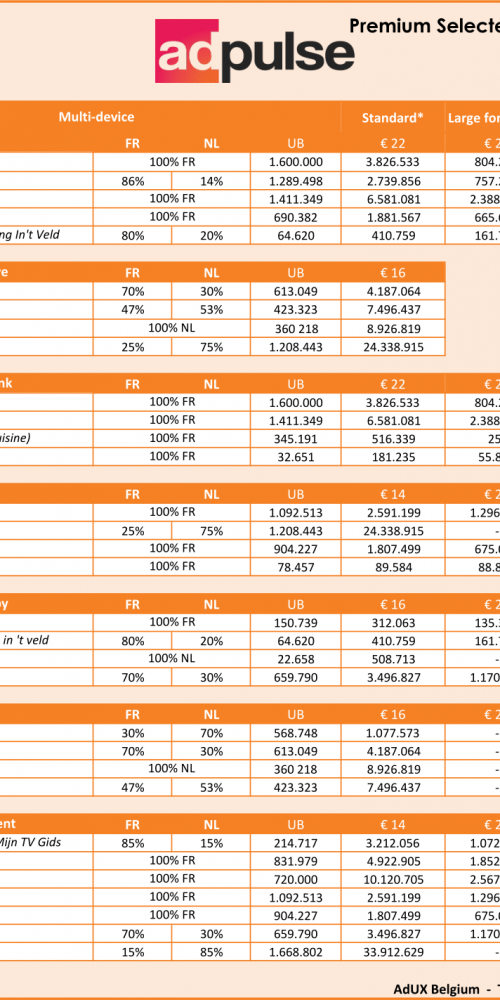 Premium Selecte
adpulse
Multi-device Standard* Large for
FR NL UB € 22 € 2
100% FR 1.600.000 3.826.533 804.2
86% 14% 1.289.498 2.739.856 757.2
100% FR 1.411.349 6.581.081 2.388
100% FR 690.382 1.881.567 665.6
ng In't Veld 80% 20% 64.620 410.759 161.7
re FR NL UB € 16
70% 30% 613.049 4.187.064
47% 53% 423.323 7.496.437
100% NL 360 218 8.926.819
25% 75% 1.208.443 24.338.915
nk FR NL UB € 22 € 2
100% FR 1.600.000 3.826.533 804.2
100% FR 1.411.349 6.581.081 2.388
uisine) 100% FR 345.191 516.339 25
100% FR 32.651 181.235 55.8
FR NL UB € 14 € 2
100% FR 1.092.513 2.591.199 1.296
25% 75% 1.208.443 24.338.915 -
100% FR 904.227 1.807.499 675.6
100% FR 78.457 89.584 88.8
by FR NL UB € 16 € 2
100% FR 150.739 312.063 135.3
in 't veld 80% 20% 64.620 410.759 161.7
100% NL 22.658 508.713 -
70% 30% 659.790 3.496.827 1.170
FR NL UB € 16 € 2
30% 70% 568.748 1.077.573 -
70% 30% 613.049 4.187.064 -
100% NL 360 218 8.926.819 -
47% 53% 423.323 7.496.437 -
ent FR NL UB € 14 € 2
Mijn TV Gids 85% 15% 214.717 3.212.056 1.072
100% FR 831.979 4.922.905 1.852
100% FR 720.000 10.120.705 2.567
100% FR 1.092.513 2.591.199 1.296
100% FR 904.227 1.807.499 675.6
70% 30% 659.790 3.496.827 1.170
15% 85% 1.668.802 33.912.629 -
AdUX Belgium -